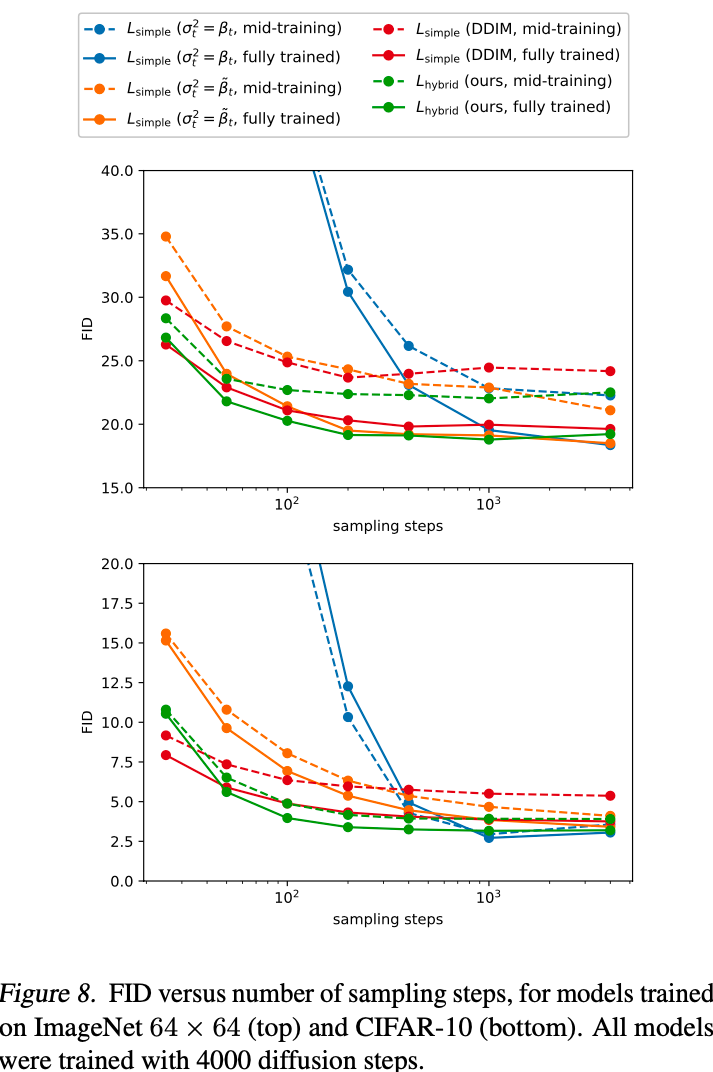 L_simple (σ_t^2 = β_t, mid-training)
L_simple (σ_t^2 = β_t, fully trained)
L_simple (σ_t^2 = β̃_t, mid-training)
L_simple (σ_t^2 = β̃_t, fully trained)
L_simple (DDIM, mid-training)
L_simple (DDIM, fully trained)
L_hybrid (ours, mid-training)
L_hybrid (ours, fully trained)
40.0
35.0
30.0
25.0
20.0
15.0
FID
10^2
10^3
sampling steps
20.0
17.5
15.0
12.5
10.0
7.5
5.0
2.5
0.0
FID
10^2
10^3
sampling steps
Figure 8. FID versus number of sampling steps, for models trained
on ImageNet 64 × 64 (top) and CIFAR-10 (bottom). All models
were trained with 4000 diffusion steps.